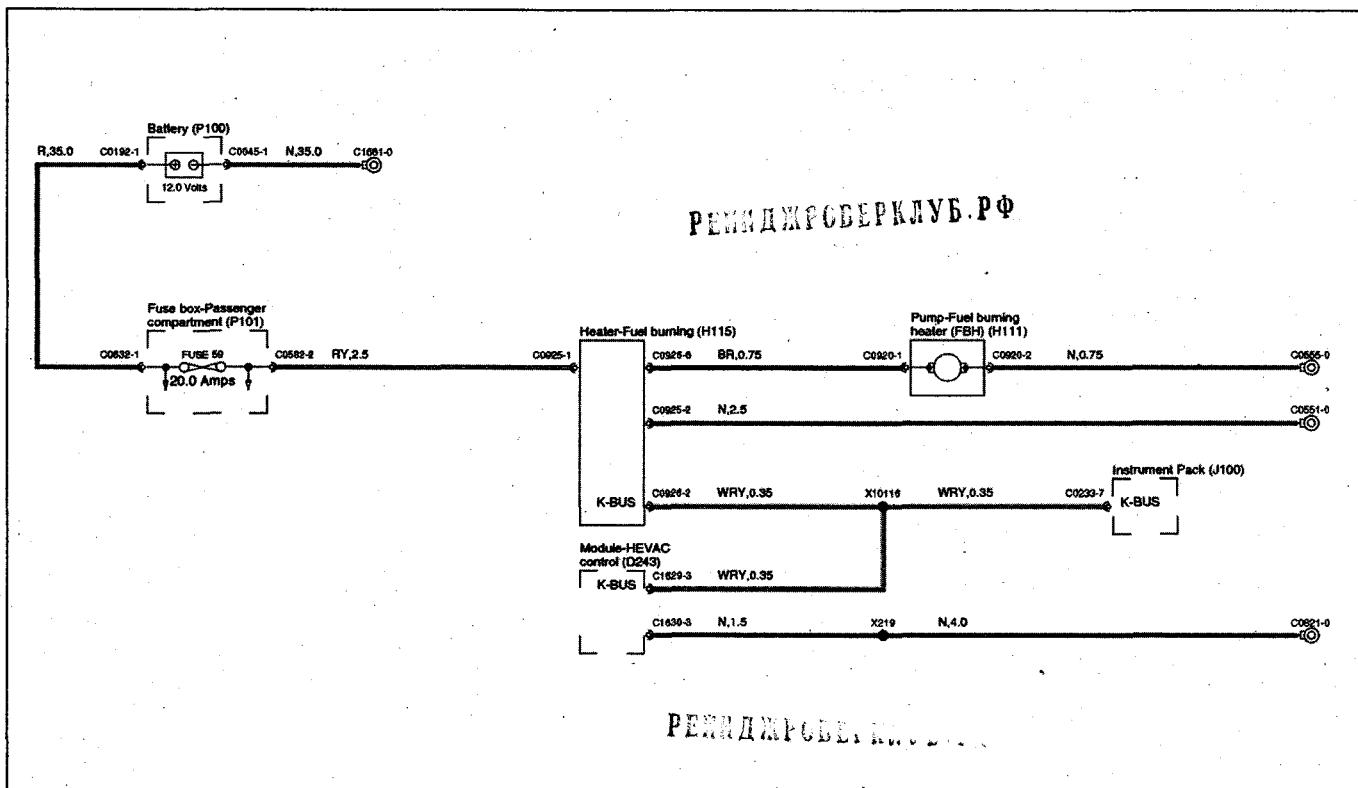 Battery (P100)
R,35.0 C0192-1 C0645-1 N,35.0 C1661-0
12.0 Volts
РЕНДЖРОВЕРКЛУБ.РФ
Fuse box-Passenger
compartment (P101)
C0632-1 FUSE 59 C0582-2 RY,2.5
20.0 Amps
Heater-Fuel burning (H115)
C0925-1 C0926-6 BR,0.75
Pump-Fuel burning
heater (FBH) (H111)
C0920-1 C0920-2 N,0.75
C0925-2 N,2.5 C0551-0
Instrument Pack (J100)
K-BUS C0926-2 WRY,0.35 X10116 WRY,0.35 C0233-7 K-BUS
Module-HEVAC
control (D243)
K-BUS C1629-3 WRY,0.35
C1630-3 N,1.5 X219 N,4.0 C0821-0